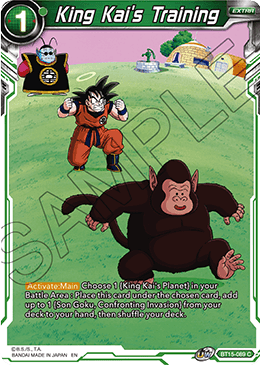 1
King Kai's Training
EXTRA
SAMPLE
Activate:Main Choose 1 {King Kai's Planet} in your
Battle Area : Place this card under the chosen card, add
up to 1 {Son Goku, Confronting Invasion} from your
deck to your hand, then shuffle your deck.
©B.S./S., T.A.
BANDAI MADE IN JAPAN EN
BT15-089 C